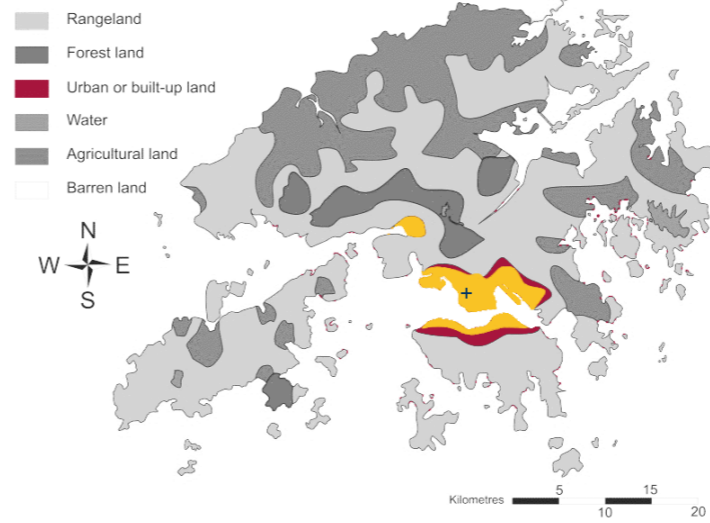 Rangeland
Forest land
Urban or built-up land
Water
Agricultural land
Barren land
N
W E
S
Kilometres 5 15
10 20